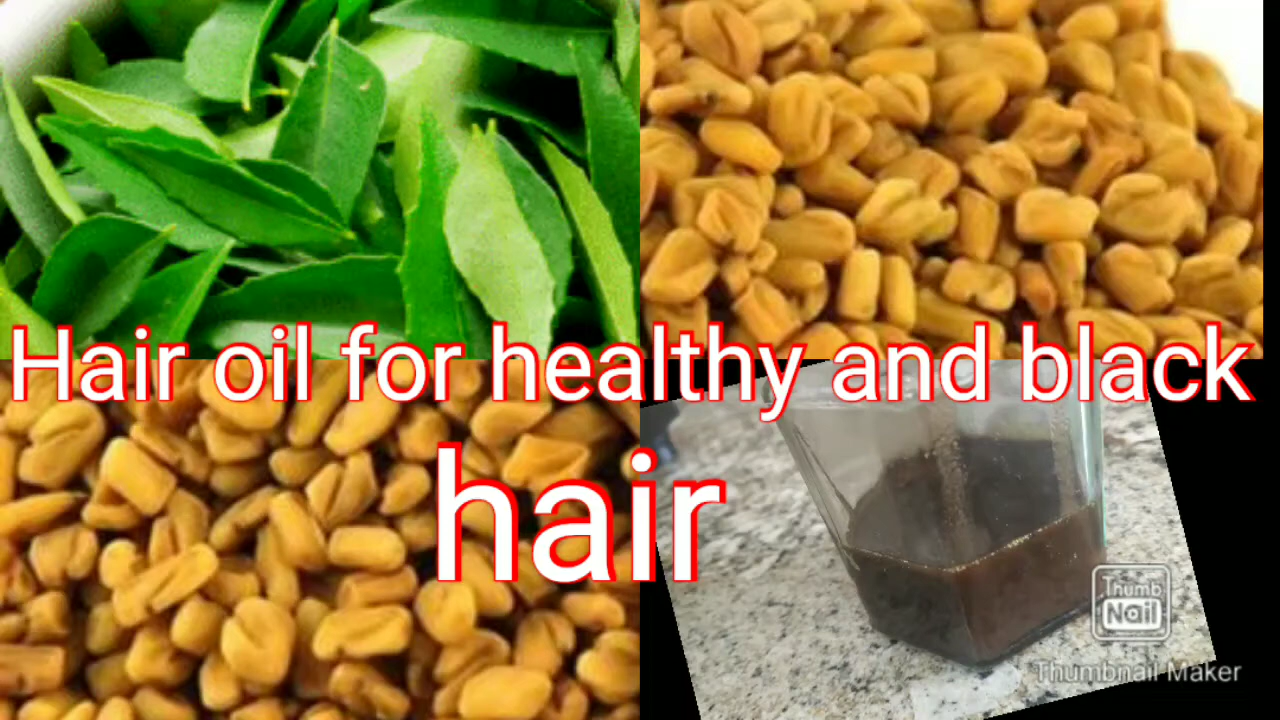 Hair oil for healthy and black
hair
Thumb
Nail
Thumbnail Maker